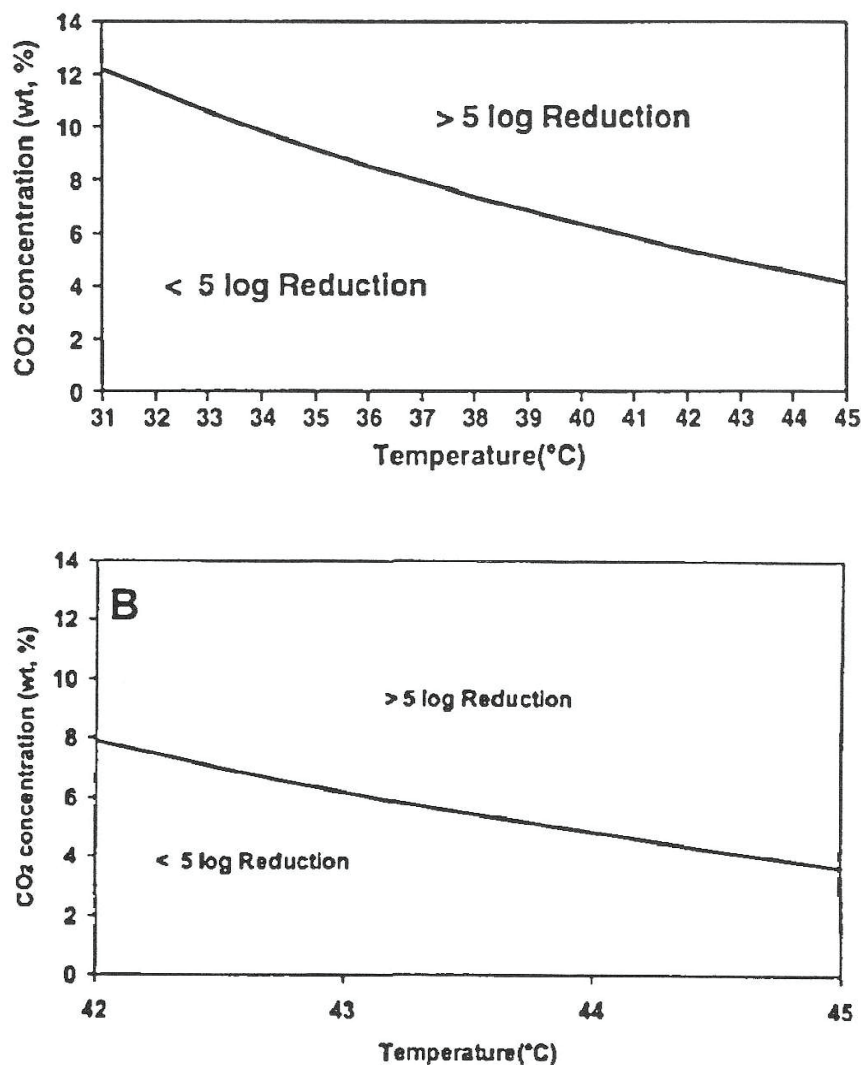 14
12
10
8
6
4
2
0
CO2 concentration (wt, %)
> 5 log Reduction
< 5 log Reduction
31 32 33 34 35 36 37 38 39 40 41 42 43 44 45
Temperature(°C)
B
14
12
10
8
6
4
2
0
CO2 concentration (wt, %)
> 5 log Reduction
< 5 log Reduction
42 43 44 45
Temperature(°C)